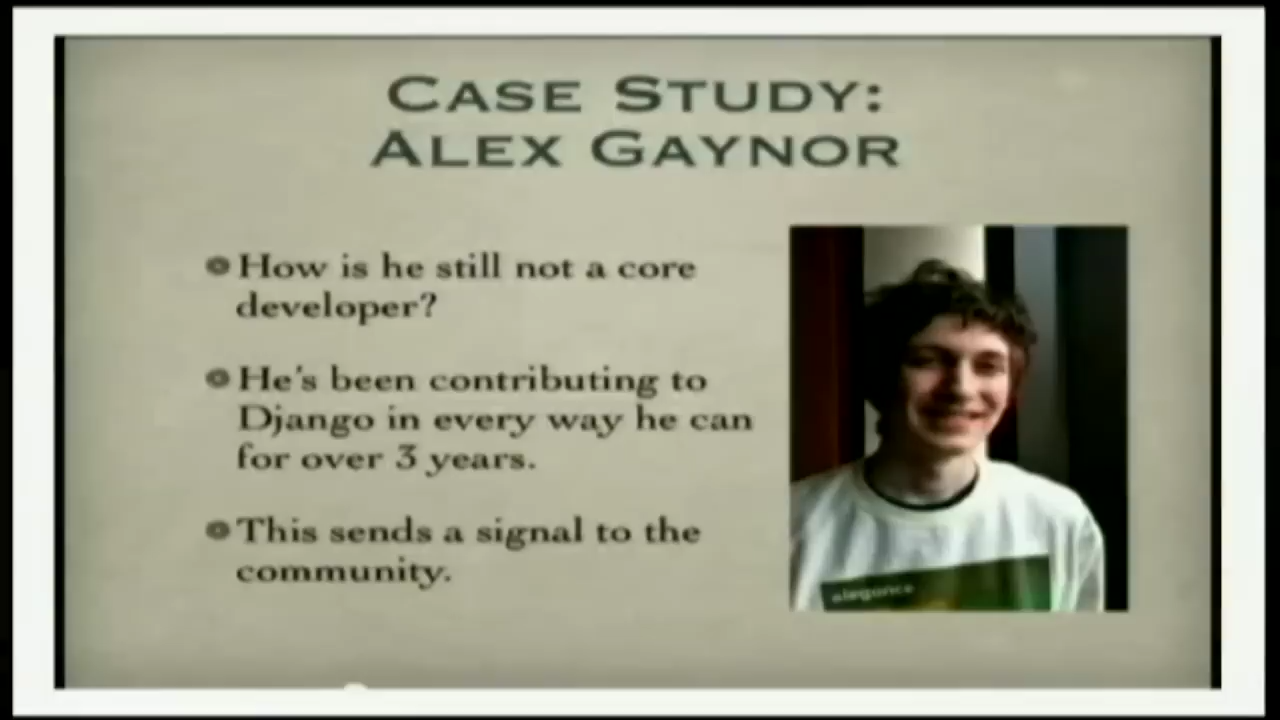 CASE STUDY:
ALEX GAYNOR
How is he still not a core
developer?
He's been contributing to
Django in every way he can
for over 3 years.
This sends a signal to the
community.
elegance